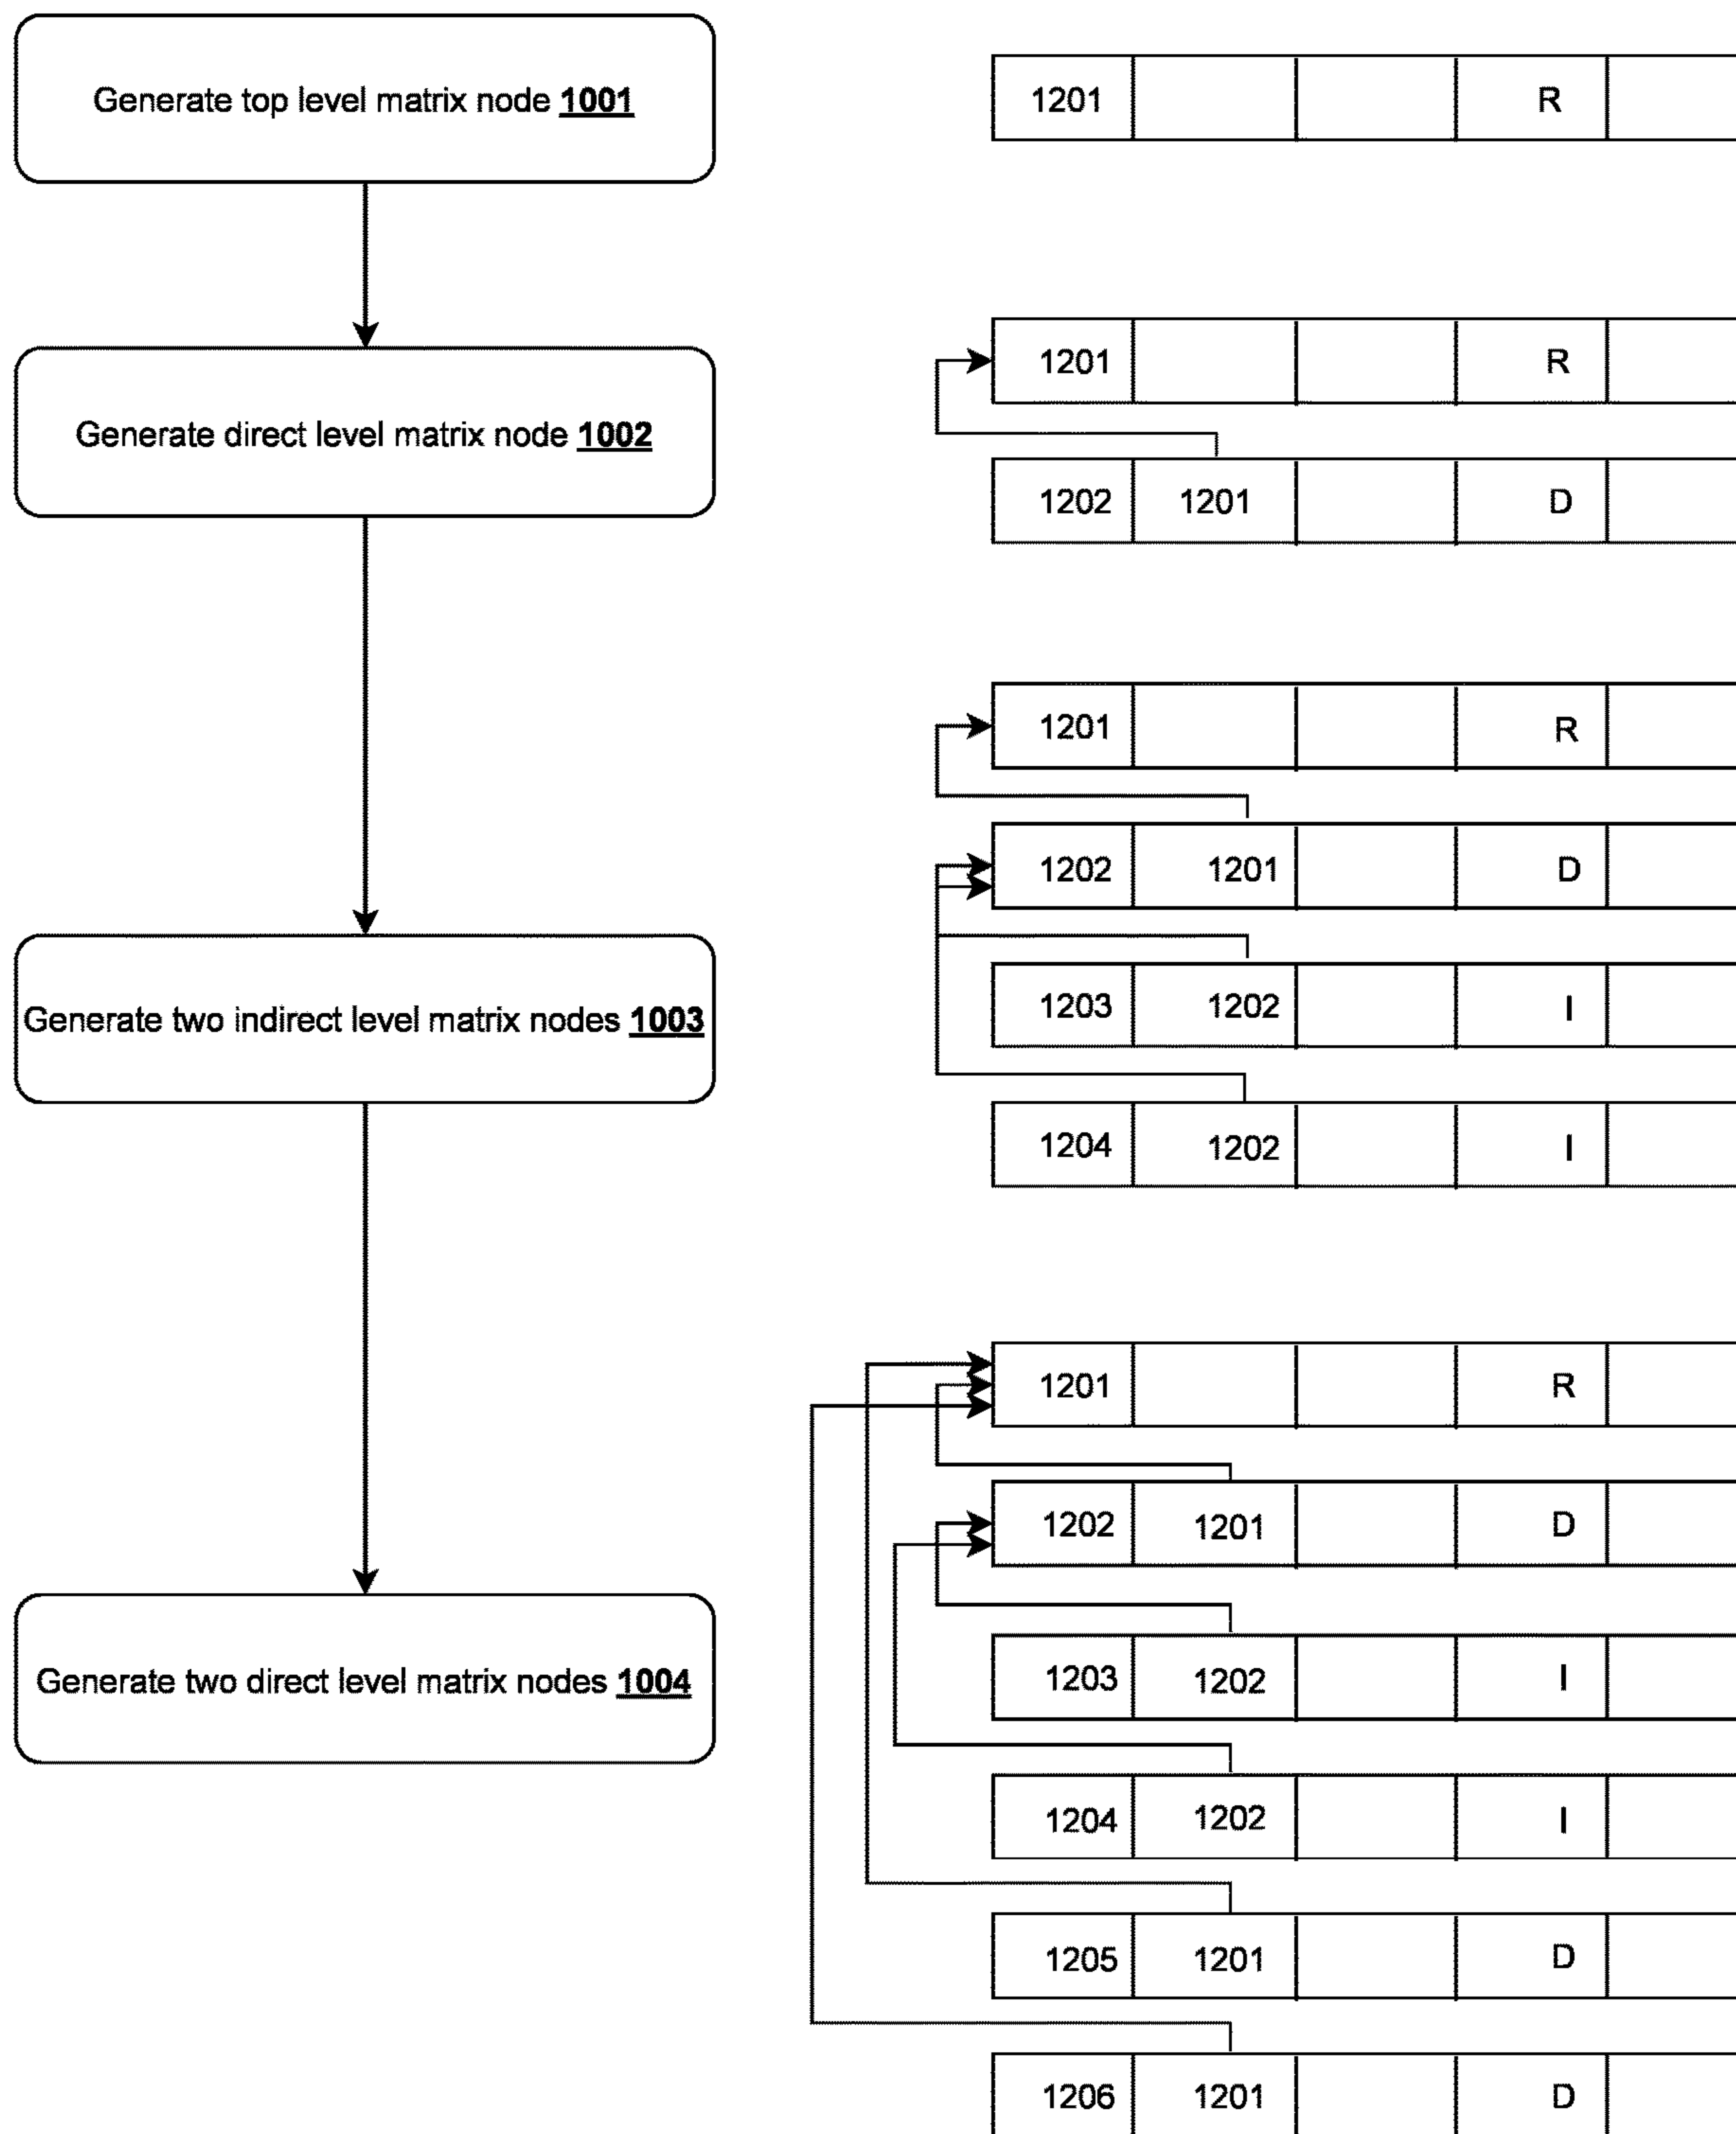 Generate top level matrix node 1001
1201 R
Generate direct level matrix node 1002
1201 R
1202 1201 D
Generate two indirect level matrix nodes 1003
1201 R
1202 1201 D
1203 1202 I
1204 1202 I
Generate two direct level matrix nodes 1004
1201 R
1202 1201 D
1203 1202 I
1204 1202 I
1205 1201 D
1206 1201 D